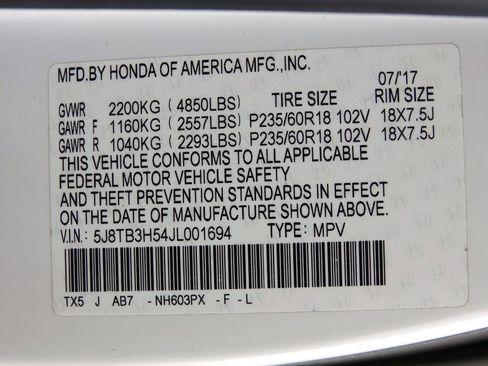 MFD.BY HONDA OF AMERICA MFG.,INC. 07/17
TIRE SIZE RIM SIZE
GVWR 2200KG (4850LBS)
GAWR F 1160KG (2557LBS) P235/60R18 102V 18X7.5J
GAWR R 1040KG (2293LBS) P235/60R18 102V 18X7.5J
THIS VEHICLE CONFORMS TO ALL APPLICABLE
FEDERAL MOTOR VEHICLE SAFETY
AND THEFT PREVENTION STANDARDS IN EFFECT
ON THE DATE OF MANUFACTURE SHOWN ABOVE.
V.I.N.: 5J8TB3H54JL001694 TYPE: MPV
TX5 J AB7 -NH603PX -F-L